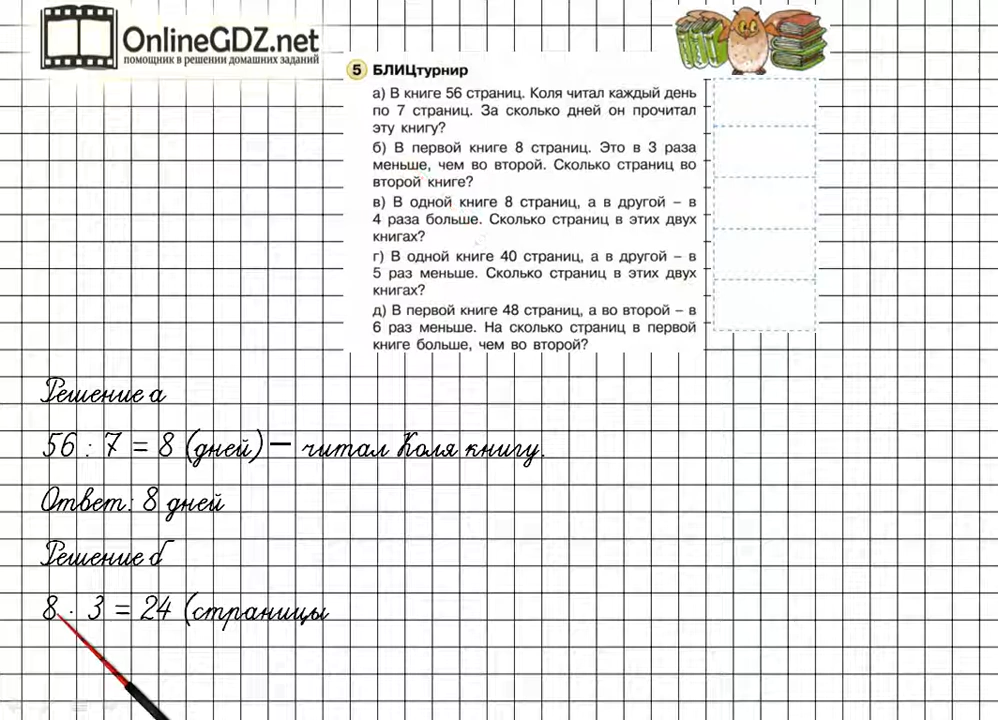 OnlineGDZ.net
помощник в решении домашних заданий
5 БЛИЦтурнир
а) В книге 56 страниц. Коля читал каждый день
по 7 страниц. За сколько дней он прочитал
эту книгу?
б) В первой книге 8 страниц. Это в 3 раза
меньше, чем во второй. Сколько страниц во
второй книге?
в) В одной книге 8 страниц, а в другой – в
4 раза больше. Сколько страниц в этих двух
книгах?
г) В одной книге 40 страниц, а в другой – в
5 раз меньше. Сколько страниц в этих двух
книгах?
д) В первой книге 48 страниц, а во второй – в
6 раз меньше. На сколько страниц в первой
книге больше, чем во второй?
Решение а
56 : 7 = 8 (дней) — читал Коля книгу.
Ответ: 8 дней
Решение б
8 · 3 = 24 (страницы